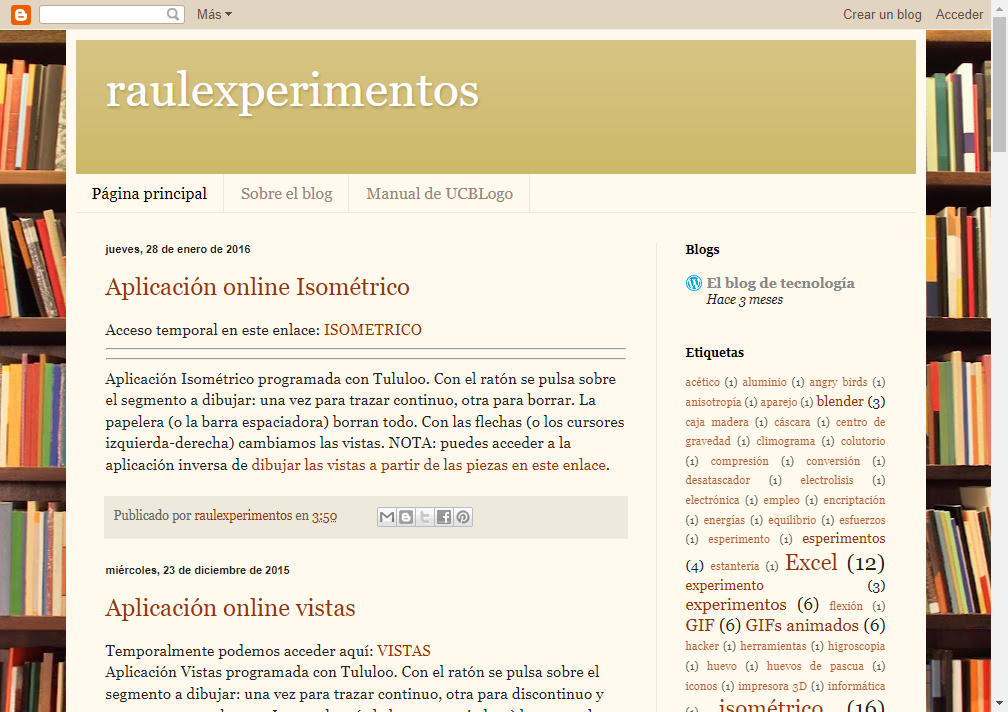 Más
Crear un blog Acceder
raulexperimentos
Página principal Sobre el blog Manual de UCBLogo
jueves, 28 de enero de 2016
Aplicación online Isométrico
Acceso temporal en este enlace: ISOMETRICO
Aplicación Isométrico programada con Tululoo. Con el ratón se pulsa sobre
el segmento a dibujar: una vez para trazar continuo, otra para borrar. La
papelera (o la barra espaciadora) borran todo. Con las flechas (o los cursores
izquierda-derecha) cambiamos las vistas. NOTA: puedes acceder a la
aplicación inversa de dibujar las vistas a partir de las piezas en este enlace.
Publicado por raulexperimentos en 3:50
miércoles, 23 de diciembre de 2015
Aplicación online vistas
Temporalmente podemos acceder aquí: VISTAS
Aplicación Vistas programada con Tululoo. Con el ratón se pulsa sobre el
segmento a dibujar: una vez para trazar continuo, otra para discontinuo y
Blogs
El blog de tecnología
Hace 3 meses
Etiquetas
acético (1) aluminio (1) angry birds (1)
anisotropía (1) aparejo (1) blender (3)
caja madera (1) cáscara (1) centro de
gravedad (1) climograma (1) colutorio
(1) compresión (1) conversión (1)
desatascador (1) electrolisis (1)
electrónica (1) empleo (1) encriptación
(1) energías (1) equilibrio (1) esfuerzos
(1) esperimento (1) esperimentos
(4) estantería (1) Excel (12)
experimento (3)
experimentos (6) flexión (1)
GIF (6) GIFs animados (6)
hacker (1) herramientas (1) higroscopia
(1) huevo (1) huevos de pascua (1)
iconos (1) impresora 3D (1) informática
(1) isométrico (16)